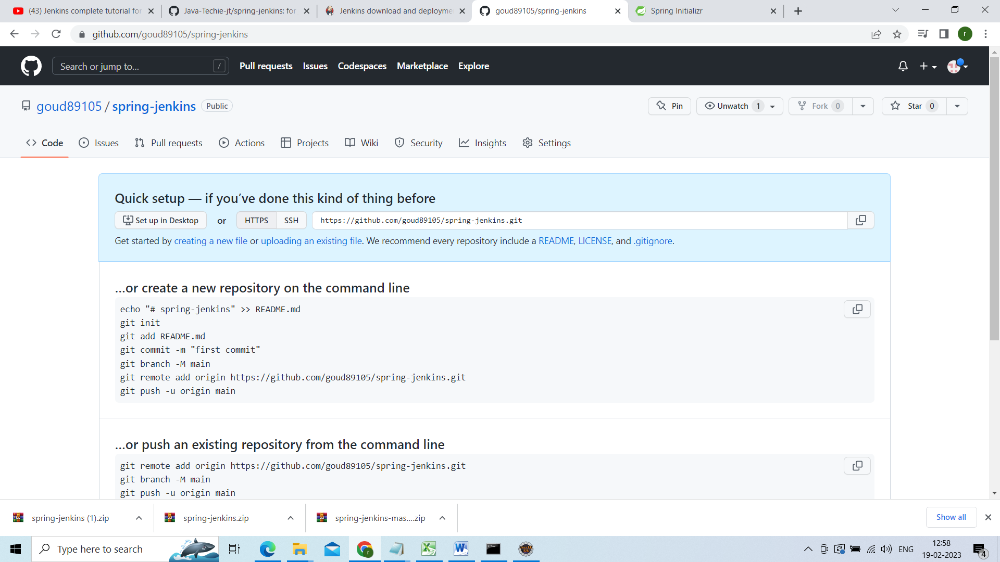 (43) Jenkins complete tutorial for
Java-Techie-jt/spring-jenkins: for
Jenkins download and deployme
goud89105/spring-jenkins
Spring Initializr
github.com/goud89105/spring-jenkins
r
Search or jump to...
/
Pull requests
Issues
Codespaces
Marketplace
Explore
goud89105 / spring-jenkins
Public
Pin
Unwatch 1
Fork 0
Star 0
Code
Issues
Pull requests
Actions
Projects
Wiki
Security
Insights
Settings
Quick setup — if you’ve done this kind of thing before
Set up in Desktop
or
HTTPS
SSH
https://github.com/goud89105/spring-jenkins.git
Get started by creating a new file or uploading an existing file. We recommend every repository include a README, LICENSE, and .gitignore.
…or create a new repository on the command line
echo "# spring-jenkins" >> README.md
git init
git add README.md
git commit -m "first commit"
git branch -M main
git remote add origin https://github.com/goud89105/spring-jenkins.git
git push -u origin main
…or push an existing repository from the command line
git remote add origin https://github.com/goud89105/spring-jenkins.git
git branch -M main
git push -u origin main
spring-jenkins (1).zip
spring-jenkins.zip
spring-jenkins-mas....zip
Show all
Type here to search
ENG
12:58
19-02-2023
4